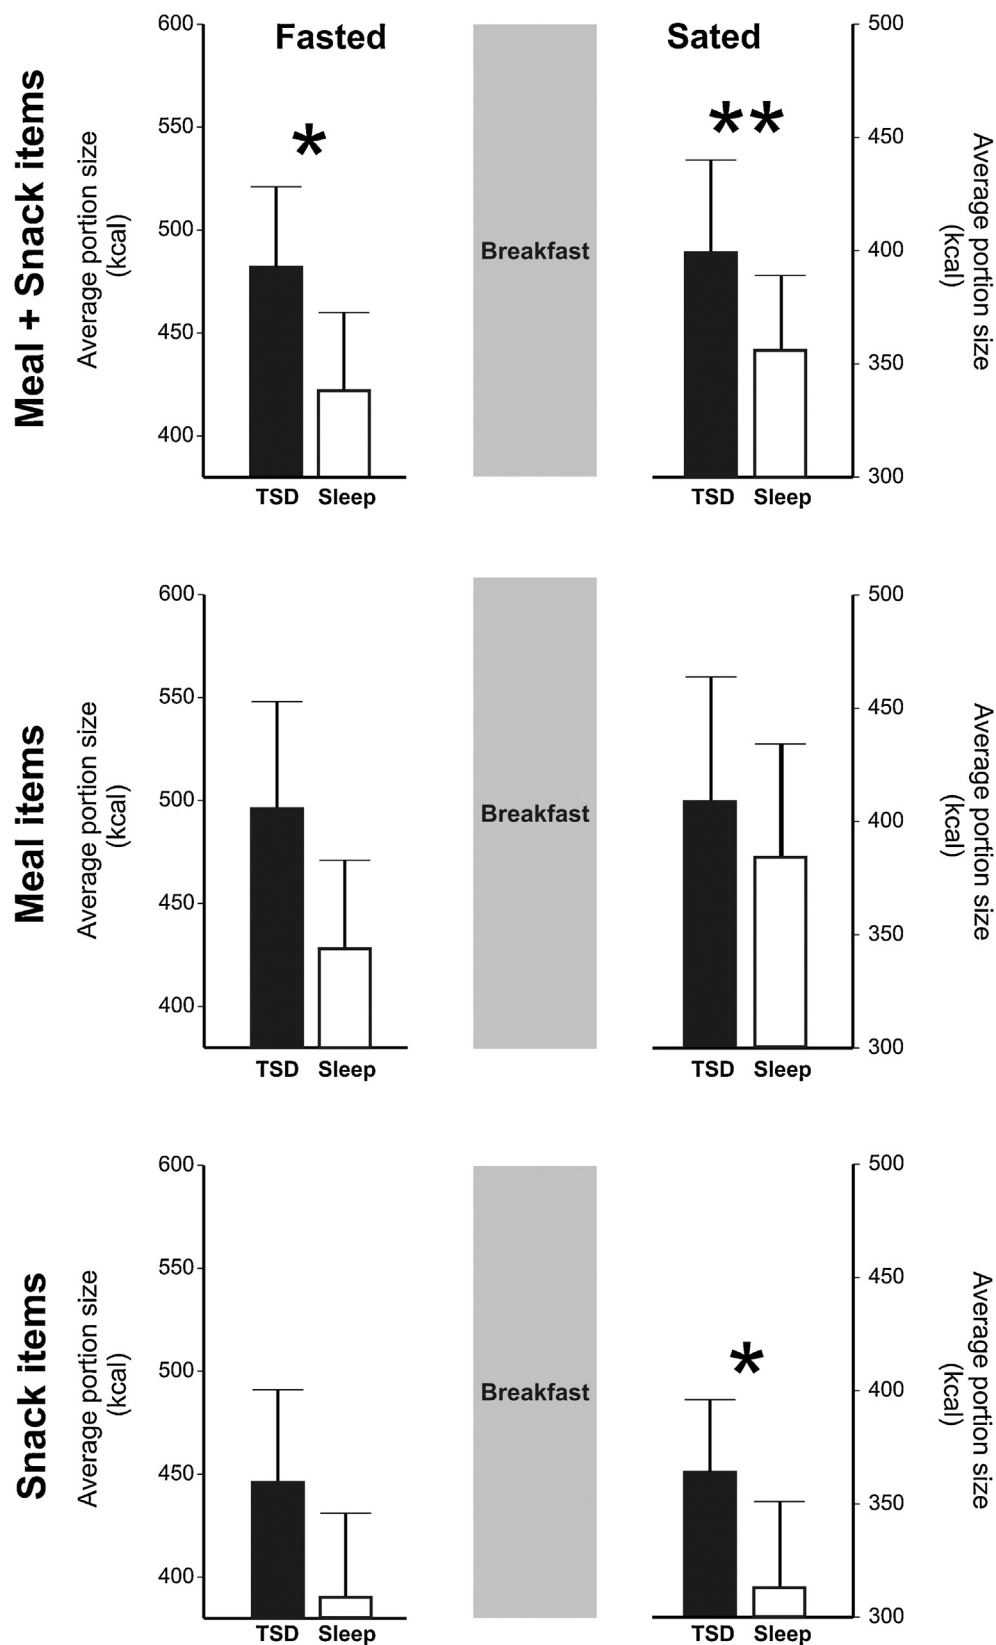 Fasted
Sated
Meal + Snack items
Average portion size
(kcal)
600
550
500
450
400
*
TSD Sleep
Breakfast
**
TSD Sleep
500
450
400
350
300
Average portion size
(kcal)
Meal items
Average portion size
(kcal)
600
550
500
450
400
TSD Sleep
Breakfast
TSD Sleep
500
450
400
350
300
Average portion size
(kcal)
Snack items
Average portion size
(kcal)
600
550
500
450
400
TSD Sleep
Breakfast
*
TSD Sleep
500
450
400
350
300
Average portion size
(kcal)